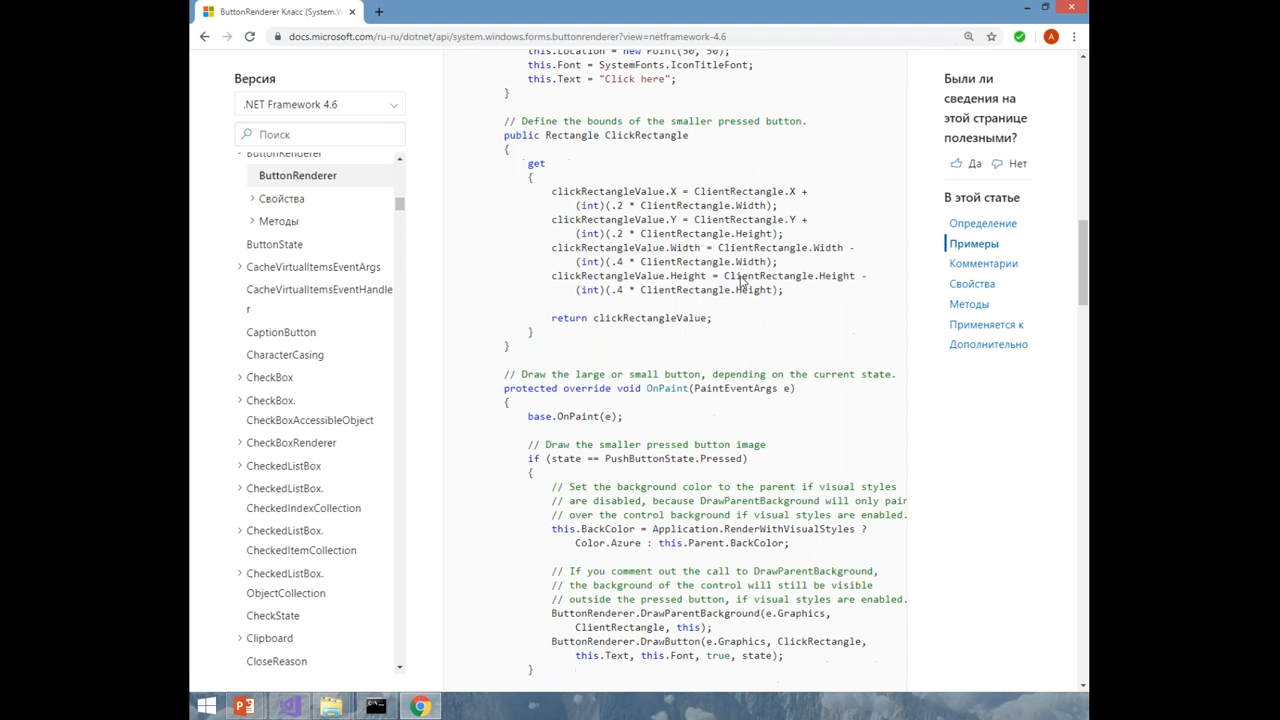 ButtonRenderer Класс (System.W
docs.microsoft.com/ru-ru/dotnet/api/system.windows.forms.buttonrenderer?view=netframework-4.6
A
Версия
.NET Framework 4.6
Поиск
ButtonRenderer
ButtonRenderer
Свойства
Методы
ButtonState
CacheVirtualItemsEventArgs
CacheVirtualItemsEventHandle
r
CaptionButton
CharacterCasing
CheckBox
CheckBox.
CheckBoxAccessibleObject
CheckBoxRenderer
CheckedListBox
CheckedListBox.
CheckedIndexCollection
CheckedListBox.
CheckedItemCollection
CheckedListBox.
ObjectCollection
CheckState
Clipboard
CloseReason
this.Location = new Point(50, 50);
this.Font = SystemFonts.IconTitleFont;
this.Text = "Click here";
}
// Define the bounds of the smaller pressed button.
public Rectangle ClickRectangle
{
get
{
clickRectangleValue.X = ClientRectangle.X +
(int)(.2 * ClientRectangle.Width);
clickRectangleValue.Y = ClientRectangle.Y +
(int)(.2 * ClientRectangle.Height);
clickRectangleValue.Width = ClientRectangle.Width -
(int)(.4 * ClientRectangle.Width);
clickRectangleValue.Height = ClientRectangle.Height -
(int)(.4 * ClientRectangle.Height);
return clickRectangleValue;
}
}
// Draw the large or small button, depending on the current state.
protected override void OnPaint(PaintEventArgs e)
{
base.OnPaint(e);
// Draw the smaller pressed button image
if (state == PushButtonState.Pressed)
{
// Set the background color to the parent if visual styles
// are disabled, because DrawParentBackground will only pain
// over the control background if visual styles are enabled.
this.BackColor = Application.RenderWithVisualStyles ?
Color.Azure : this.Parent.BackColor;
// If you comment out the call to DrawParentBackground,
// the background of the control will still be visible
// outside the pressed button, if visual styles are enabled.
ButtonRenderer.DrawParentBackground(e.Graphics,
ClientRectangle, this);
ButtonRenderer.DrawButton(e.Graphics, ClickRectangle,
this.Text, this.Font, true, state);
}
Были ли
сведения на
этой странице
полезными?
Да Нет
В этой статье
Определение
Примеры
Комментарии
Свойства
Методы
Применяется к
Дополнительно